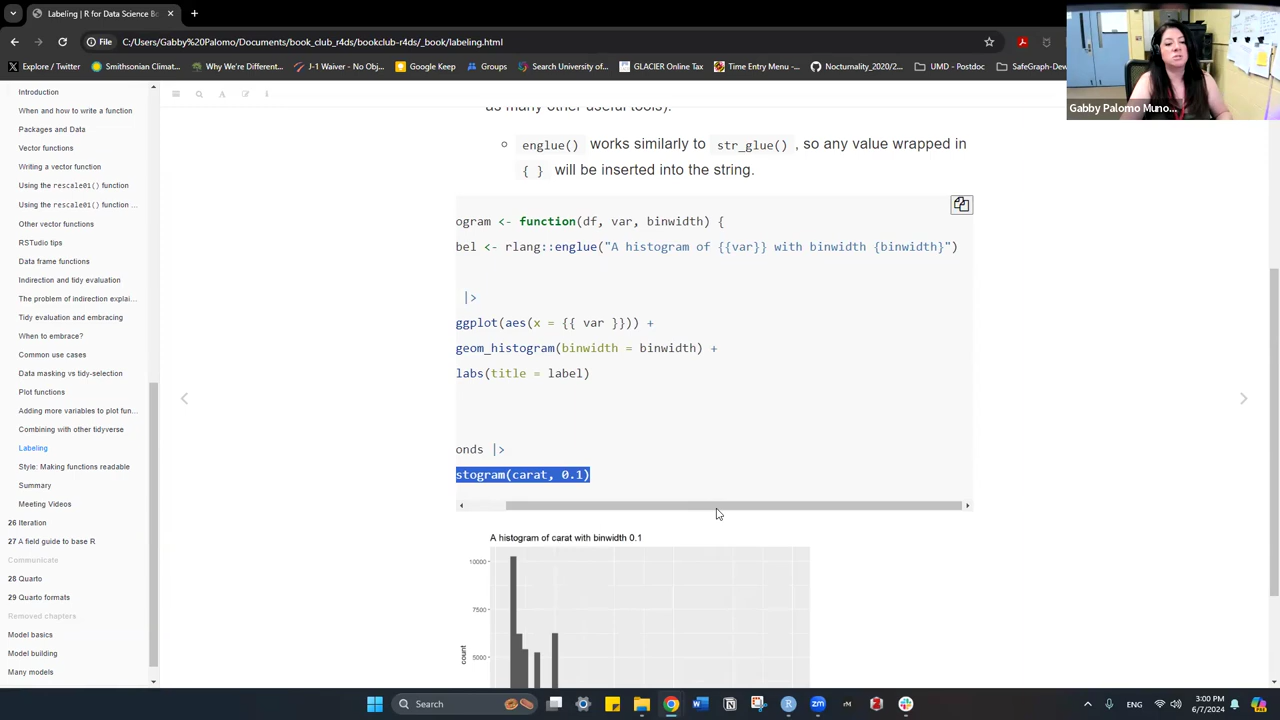 Labeling | R for Data Science Bo
File
C:/Users/Gabby%20Palomo/Documents/book_club_r4ds/bookclub-r4ds/_book/labeling.html
Explore / Twitter
Smithsonian Climat...
Why We're Different...
J-1 Waiver - No Obj...
Google Keep
ER Online Tax
UMD - Postdoc
Nocturnality_2020/2...
SafeGraph-Dew
Gabby Palomo Muno...
Introduction
When and how to write a function
Packages and Data
Vector functions
Writing a vector function
Using the rescale01() function
Using the rescale01() function ...
Other vector functions
RSTudio tips
Data frame functions
Indirection and tidy evaluation
The problem of indirection explai...
Tidy evaluation and embracing
When to embrace?
Common use cases
Data masking vs tidy-selection
Plot functions
Adding more variables to plot fun...
Combining with other tidyverse
Labeling
Style: Making functions readable
Summary
Meeting Videos
26 Iteration
27 A field guide to base R
Communicate
28 Quarto
29 Quarto formats
Removed chapters
Model basics
Model building
Many models
as many other useful tools).
englue() works similarly to str_glue() , so any value wrapped in
{ } will be inserted into the string.
ogram <- function(df, var, binwidth) {
bel <- rlang::englue("A histogram of {{var}} with binwidth {binwidth}")
|>
ggplot(aes(x = {{ var }})) +
geom_histogram(binwidth = binwidth) +
labs(title = label)
onds |>
stogram(carat, 0.1)
A histogram of carat with binwidth 0.1
10000
7500
5000
count
Search
ENG
3:00 PM
6/7/2024